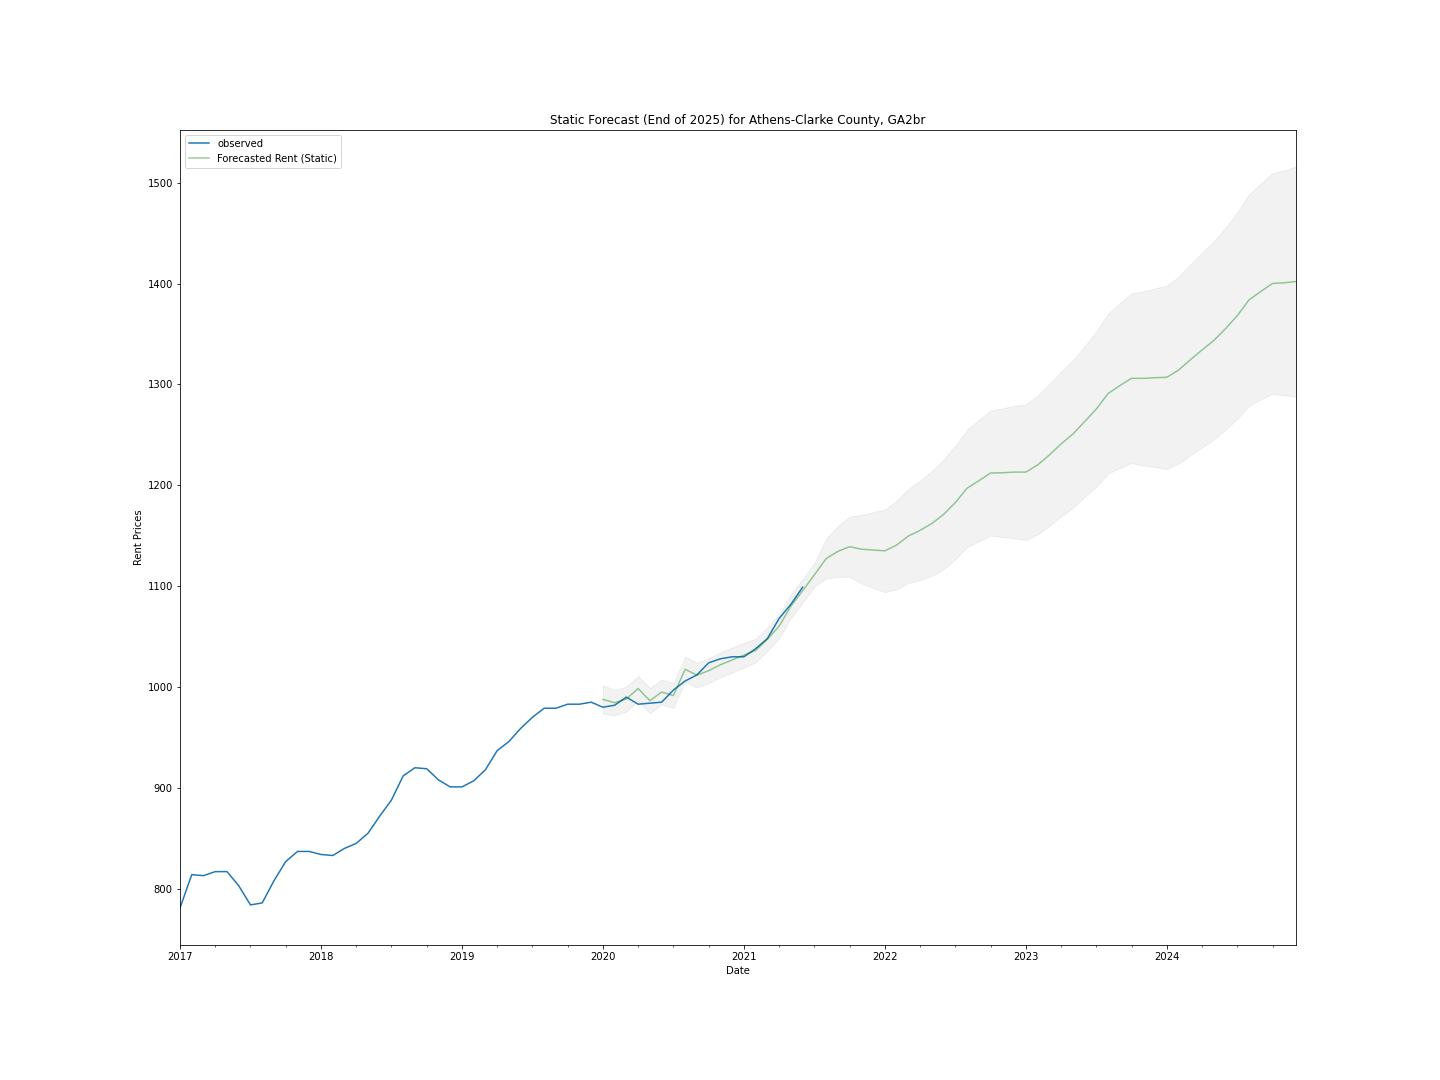 Static Forecast (End of 2025) for Athens-Clarke County, GA2br
observed
Forecasted Rent (Static)
1500
1400
1300
1200
1100
1000
900
800
Rent Prices
2017 2018 2019 2020 2021 2022 2023 2024
Date